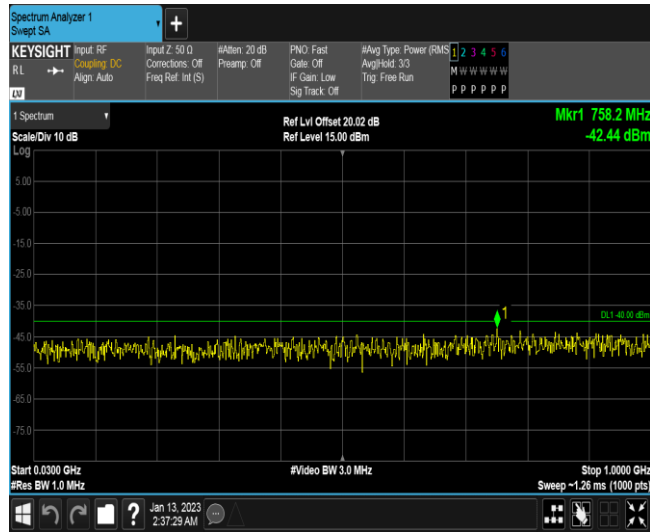 Spectrum Analyzer 1
Swept SA
KEYSIGHT
RL
LXI
Input: RF
Coupling: DC
Align: Auto
Input Z: 50 Ω
Corrections: Off
Freq Ref: Int (S)
#Atten: 20 dB
Preamp: Off
PNO: Fast
Gate: Off
IF Gain: Low
Sig Track: Off
#Avg Type: Power (RMS
Avg|Hold: 3/3
Trig: Free Run
1 2 3 4 5 6
M W W W W W
P P P P P P
1 Spectrum
Scale/Div 10 dB
Ref Lvl Offset 20.02 dB
Ref Level 15.00 dBm
Mkr1 758.2 MHz
-42.44 dBm
Log
5.00
-5.00
-15.0
-25.0
-35.0
1
DL1 -40.00 dBm
-45.0
-55.0
-65.0
-75.0
Start 0.0300 GHz
#Video BW 3.0 MHz
Stop 1.0000 GHz
#Res BW 1.0 MHz
Sweep ~1.26 ms (1000 pts)
?
Jan 13, 2023
2:37:29 AM